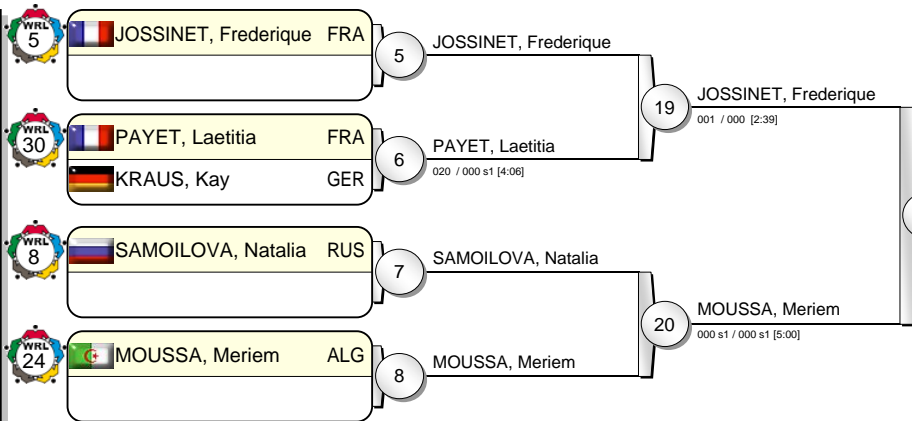 WRL
5
JOSSINET, Frederique FRA
5
JOSSINET, Frederique
WRL
30
PAYET, Laetitia FRA
KRAUS, Kay GER
6
PAYET, Laetitia
020 / 000 s1 [4:06]
19
JOSSINET, Frederique
001 / 000 [2:39]
WRL
8
SAMOILOVA, Natalia RUS
7
SAMOILOVA, Natalia
WRL
24
MOUSSA, Meriem ALG
8
MOUSSA, Meriem
20
MOUSSA, Meriem
000 s1 / 000 s1 [5:00]